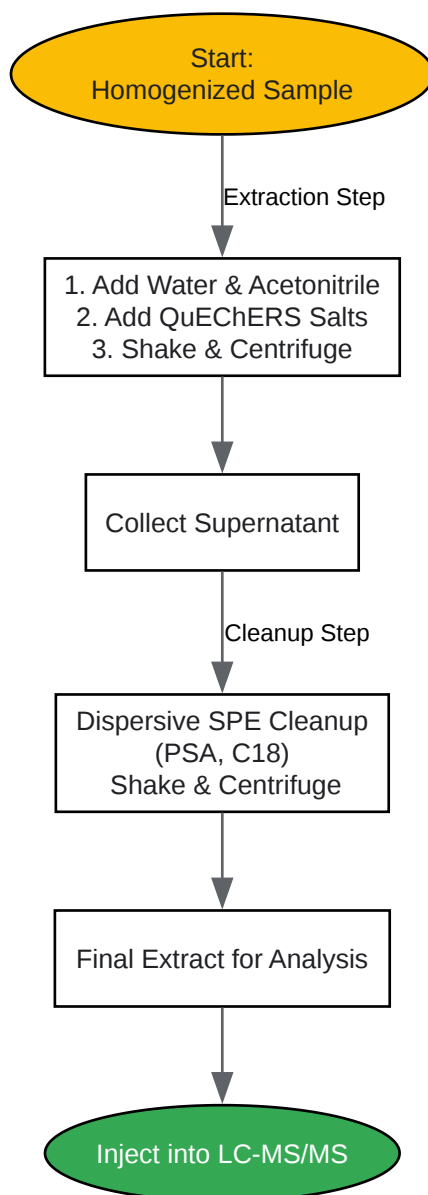 Start:
Homogenized Sample
Extraction Step
1. Add Water & Acetonitrile
2. Add QuEChERS Salts
3. Shake & Centrifuge
Collect Supernatant
Cleanup Step
Dispersive SPE Cleanup
(PSA, C18)
Shake & Centrifuge
Final Extract for Analysis
Inject into LC-MS/MS